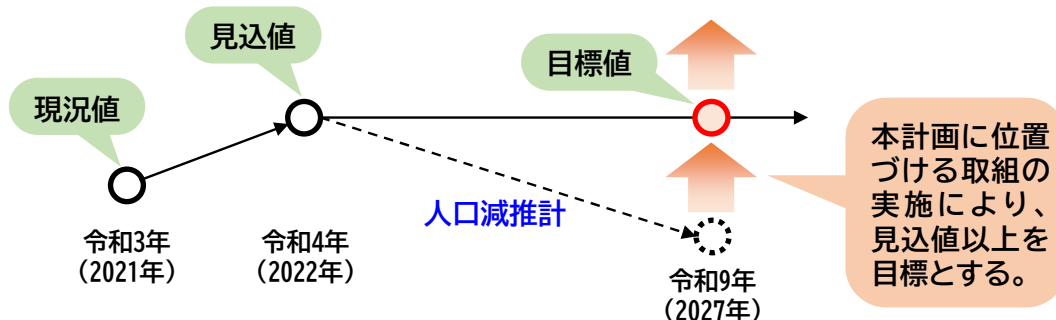 見込値
目標値
現況値
人口減推計
令和3年
（2021年）
令和4年
（2022年）
令和9年
（2027年）
本計画に位置
づける取組の
実施により、
見込値以上を
目標とする。